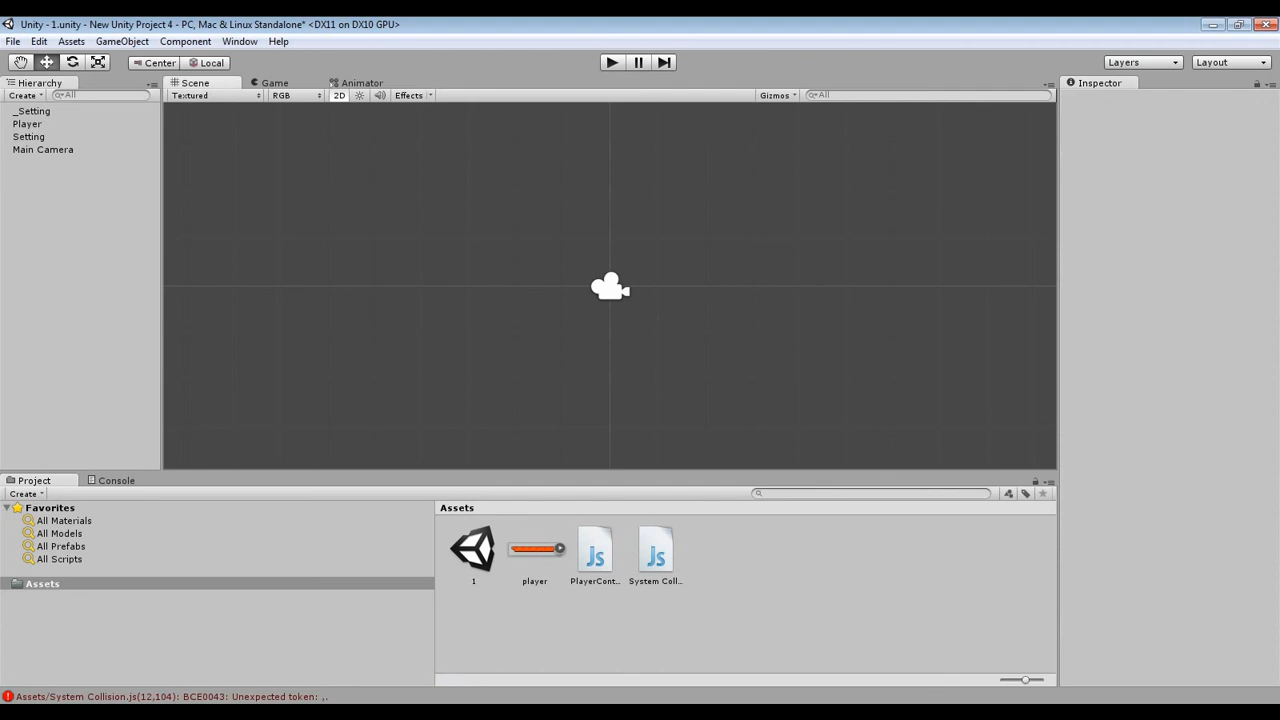 Unity - 1.unity - New Unity Project 4 - PC, Mac & Linux Standalone* <DX11 on DX10 GPU>
File Edit Assets GameObject Component Window Help
Center Local Layers Layout
Hierarchy Scene Game Animator Inspector
Create All Textured RGB 2D Effects Gizmos All
_Setting
Player
Setting
Main Camera
Project Console
Create
Favorites Assets
All Materials
All Models
All Prefabs
All Scripts
1 player PlayerCont... System Coll...
Js Js
Assets
Assets/System Collision.js(12,104): BCE0043: Unexpected token: ,.